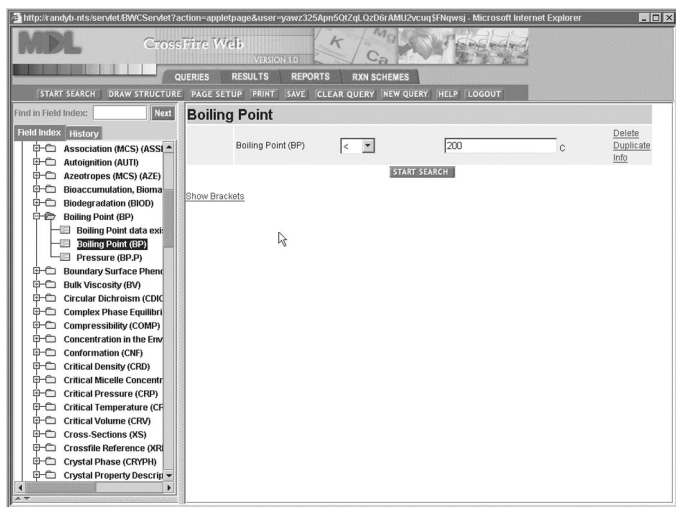 http://randyb-nts/servlet/BWCServlet?action=appletpage&user=yawz325Apn5QtZqLQzD6rAMU2vcuq$FNqwsj - Microsoft Internet Explorer
MDL CrossFire Web
VERSION 1.0
K Ca Mg
QUERIES RESULTS REPORTS RXN SCHEMES
START SEARCH DRAW STRUCTURE PAGE SETUP PRINT SAVE CLEAR QUERY NEW QUERY HELP LOGOUT
Find in Field Index: Next
Field Index History
Association (MCS) (ASSI
Autoignition (AUTI)
Azeotropes (MCS) (AZE)
Bioaccumulation, Bioma
Biodegradation (BIOD)
Boiling Point (BP)
Boiling Point data exi
Boiling Point (BP)
Pressure (BP.P)
Boundary Surface Pheno
Bulk Viscosity (BV)
Circular Dichroism (CDIC
Complex Phase Equilibri
Compressibility (COMP)
Concentration in the Env
Conformation (CNF)
Critical Density (CRD)
Critical Micelle Concentr
Critical Pressure (CRP)
Critical Temperature (CR
Critical Volume (CRV)
Cross-Sections (XS)
Crossfile Reference (XRI
Crystal Phase (CRYPH)
Crystal Property Descrip
Boiling Point
Boiling Point (BP) < 200 C
Delete
Duplicate
Info
START SEARCH
Show Brackets